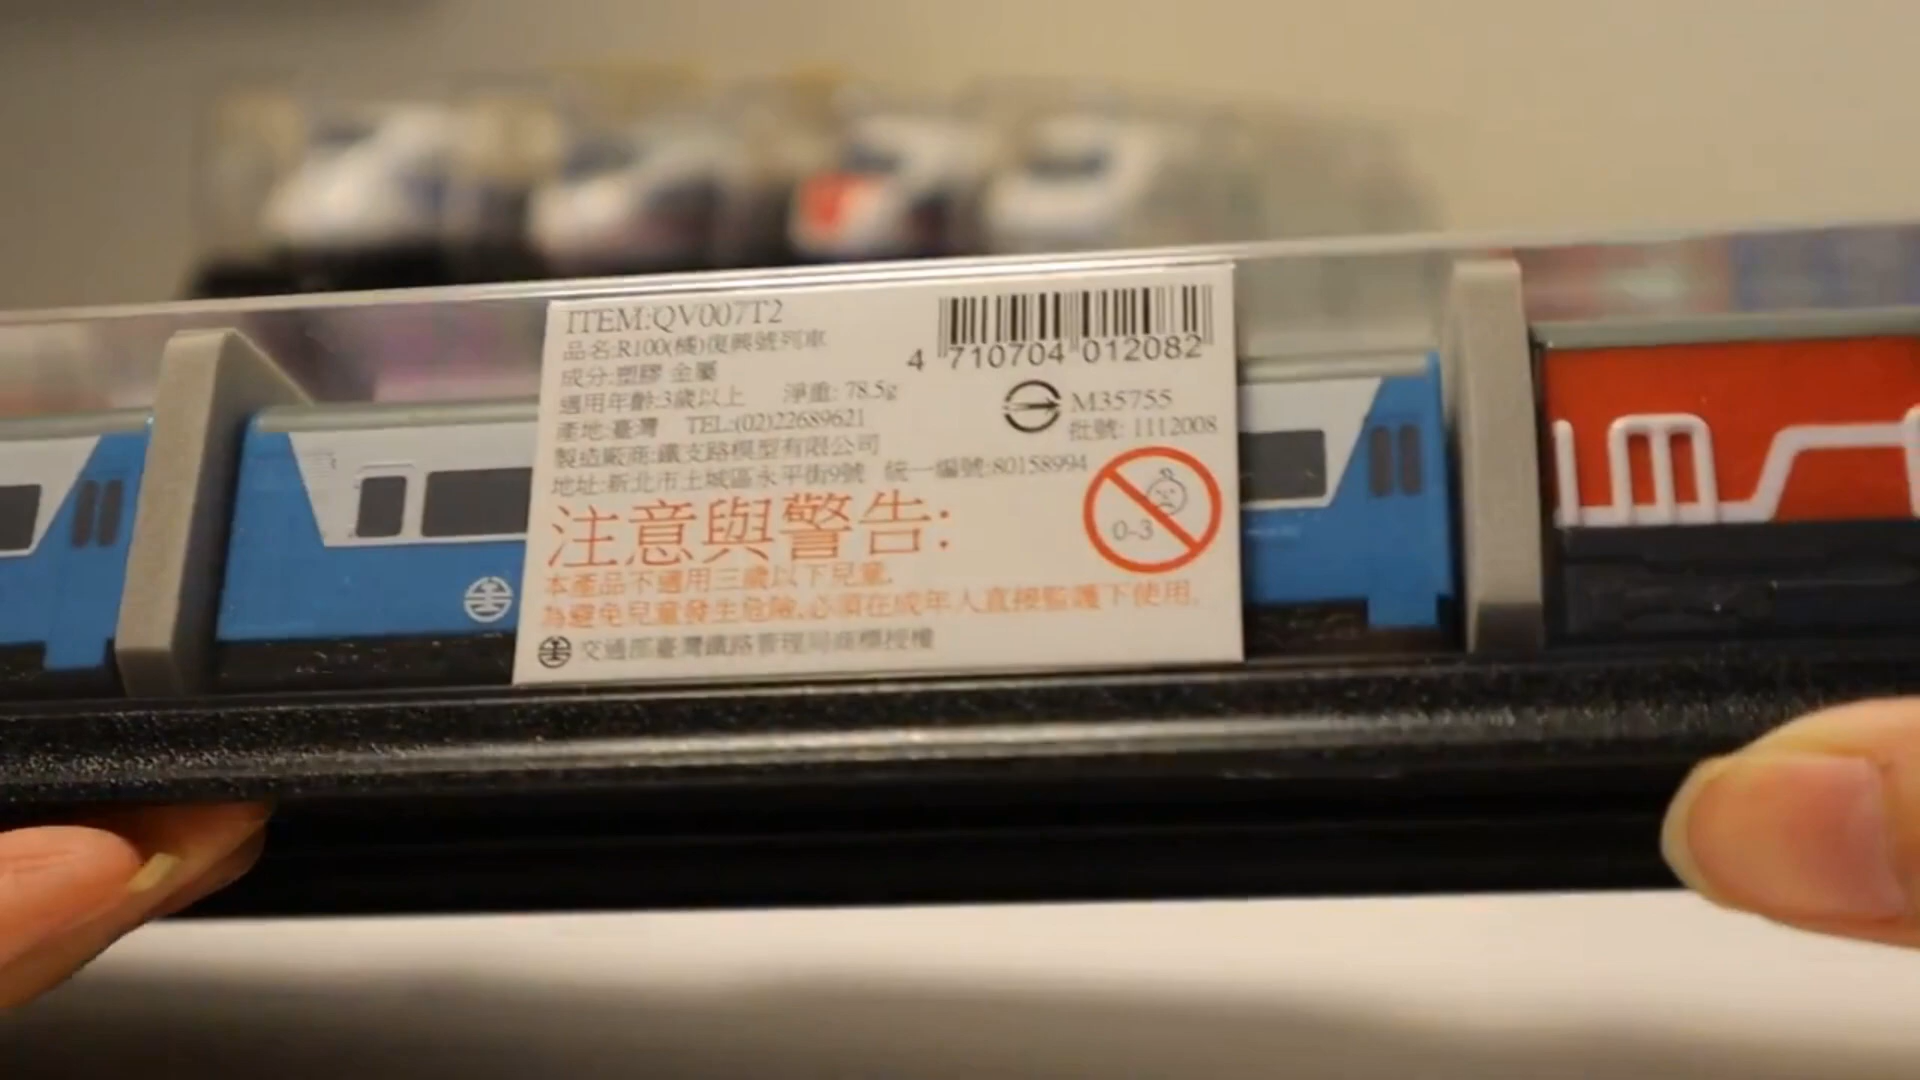 ITEM:QV007T2
品名:R100(橘)復興號列車
成分:塑膠 金屬
適用年齡:3歲以上 淨重: 78.5g
產地:臺灣 TEL:(02)22689621
製造廠商:鐵支路模型有限公司
地址:新北市土城區永平街9號 統一編號:80158994
4 710704 012082
M35755
批號: 1112008
0-3
注意與警告:
本產品不適用三歲以下兒童,
為避免兒童發生危險,必須在成年人直接監護下使用.
交通部臺灣鐵路管理局商標授權